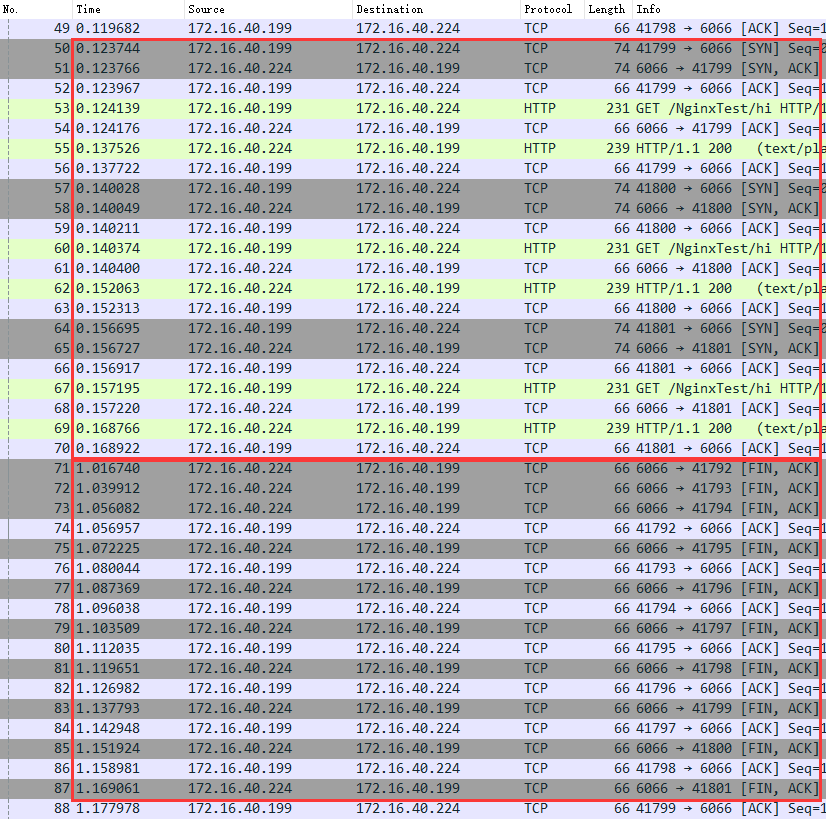 No. Time Source Destination Protocol Length Info
49 0.119682 172.16.40.199 172.16.40.224 TCP 66 41798 → 6066 [ACK] Seq=1
50 0.123744 172.16.40.199 172.16.40.224 TCP 74 41799 → 6066 [SYN] Seq=0
51 0.123766 172.16.40.224 172.16.40.199 TCP 74 6066 → 41799 [SYN, ACK]
52 0.123967 172.16.40.199 172.16.40.224 TCP 66 41799 → 6066 [ACK] Seq=1
53 0.124139 172.16.40.199 172.16.40.224 HTTP 231 GET /NginxTest/hi HTTP/1
54 0.124176 172.16.40.224 172.16.40.199 TCP 66 6066 → 41799 [ACK] Seq=1
55 0.137526 172.16.40.224 172.16.40.199 HTTP 239 HTTP/1.1 200 (text/pla
56 0.137722 172.16.40.199 172.16.40.224 TCP 66 41799 → 6066 [ACK] Seq=1
57 0.140028 172.16.40.199 172.16.40.224 TCP 74 41800 → 6066 [SYN] Seq=0
58 0.140049 172.16.40.224 172.16.40.199 TCP 74 6066 → 41800 [SYN, ACK]
59 0.140211 172.16.40.199 172.16.40.224 TCP 66 41800 → 6066 [ACK] Seq=1
60 0.140374 172.16.40.199 172.16.40.224 HTTP 231 GET /NginxTest/hi HTTP/1
61 0.140400 172.16.40.224 172.16.40.199 TCP 66 6066 → 41800 [ACK] Seq=1
62 0.152063 172.16.40.224 172.16.40.199 HTTP 239 HTTP/1.1 200 (text/pla
63 0.152313 172.16.40.199 172.16.40.224 TCP 66 41800 → 6066 [ACK] Seq=1
64 0.156695 172.16.40.199 172.16.40.224 TCP 74 41801 → 6066 [SYN] Seq=0
65 0.156727 172.16.40.224 172.16.40.199 TCP 74 6066 → 41801 [SYN, ACK]
66 0.156917 172.16.40.199 172.16.40.224 TCP 66 41801 → 6066 [ACK] Seq=1
67 0.157195 172.16.40.199 172.16.40.224 HTTP 231 GET /NginxTest/hi HTTP/1
68 0.157220 172.16.40.224 172.16.40.199 TCP 66 6066 → 41801 [ACK] Seq=1
69 0.168766 172.16.40.224 172.16.40.199 HTTP 239 HTTP/1.1 200 (text/pla
70 0.168922 172.16.40.199 172.16.40.224 TCP 66 41801 → 6066 [ACK] Seq=1
71 1.016740 172.16.40.224 172.16.40.199 TCP 66 6066 → 41792 [FIN, ACK]
72 1.039912 172.16.40.224 172.16.40.199 TCP 66 6066 → 41793 [FIN, ACK]
73 1.056082 172.16.40.224 172.16.40.199 TCP 66 6066 → 41794 [FIN, ACK]
74 1.056957 172.16.40.199 172.16.40.224 TCP 66 41792 → 6066 [ACK] Seq=1
75 1.072225 172.16.40.224 172.16.40.199 TCP 66 6066 → 41795 [FIN, ACK]
76 1.080044 172.16.40.199 172.16.40.224 TCP 66 41793 → 6066 [ACK] Seq=1
77 1.087369 172.16.40.224 172.16.40.199 TCP 66 6066 → 41796 [FIN, ACK]
78 1.096038 172.16.40.199 172.16.40.224 TCP 66 41794 → 6066 [ACK] Seq=1
79 1.103509 172.16.40.224 172.16.40.199 TCP 66 6066 → 41797 [FIN, ACK]
80 1.112035 172.16.40.199 172.16.40.224 TCP 66 41795 → 6066 [ACK] Seq=1
81 1.119651 172.16.40.224 172.16.40.199 TCP 66 6066 → 41798 [FIN, ACK]
82 1.126982 172.16.40.199 172.16.40.224 TCP 66 41796 → 6066 [ACK] Seq=1
83 1.137793 172.16.40.224 172.16.40.199 TCP 66 6066 → 41799 [FIN, ACK]
84 1.142948 172.16.40.199 172.16.40.224 TCP 66 41797 → 6066 [ACK] Seq=1
85 1.151924 172.16.40.224 172.16.40.199 TCP 66 6066 → 41800 [FIN, ACK]
86 1.158981 172.16.40.199 172.16.40.224 TCP 66 41798 → 6066 [ACK] Seq=1
87 1.169061 172.16.40.224 172.16.40.199 TCP 66 6066 → 41801 [FIN, ACK]
88 1.177978 172.16.40.199 172.16.40.224 TCP 66 41799 → 6066 [ACK] Seq=1